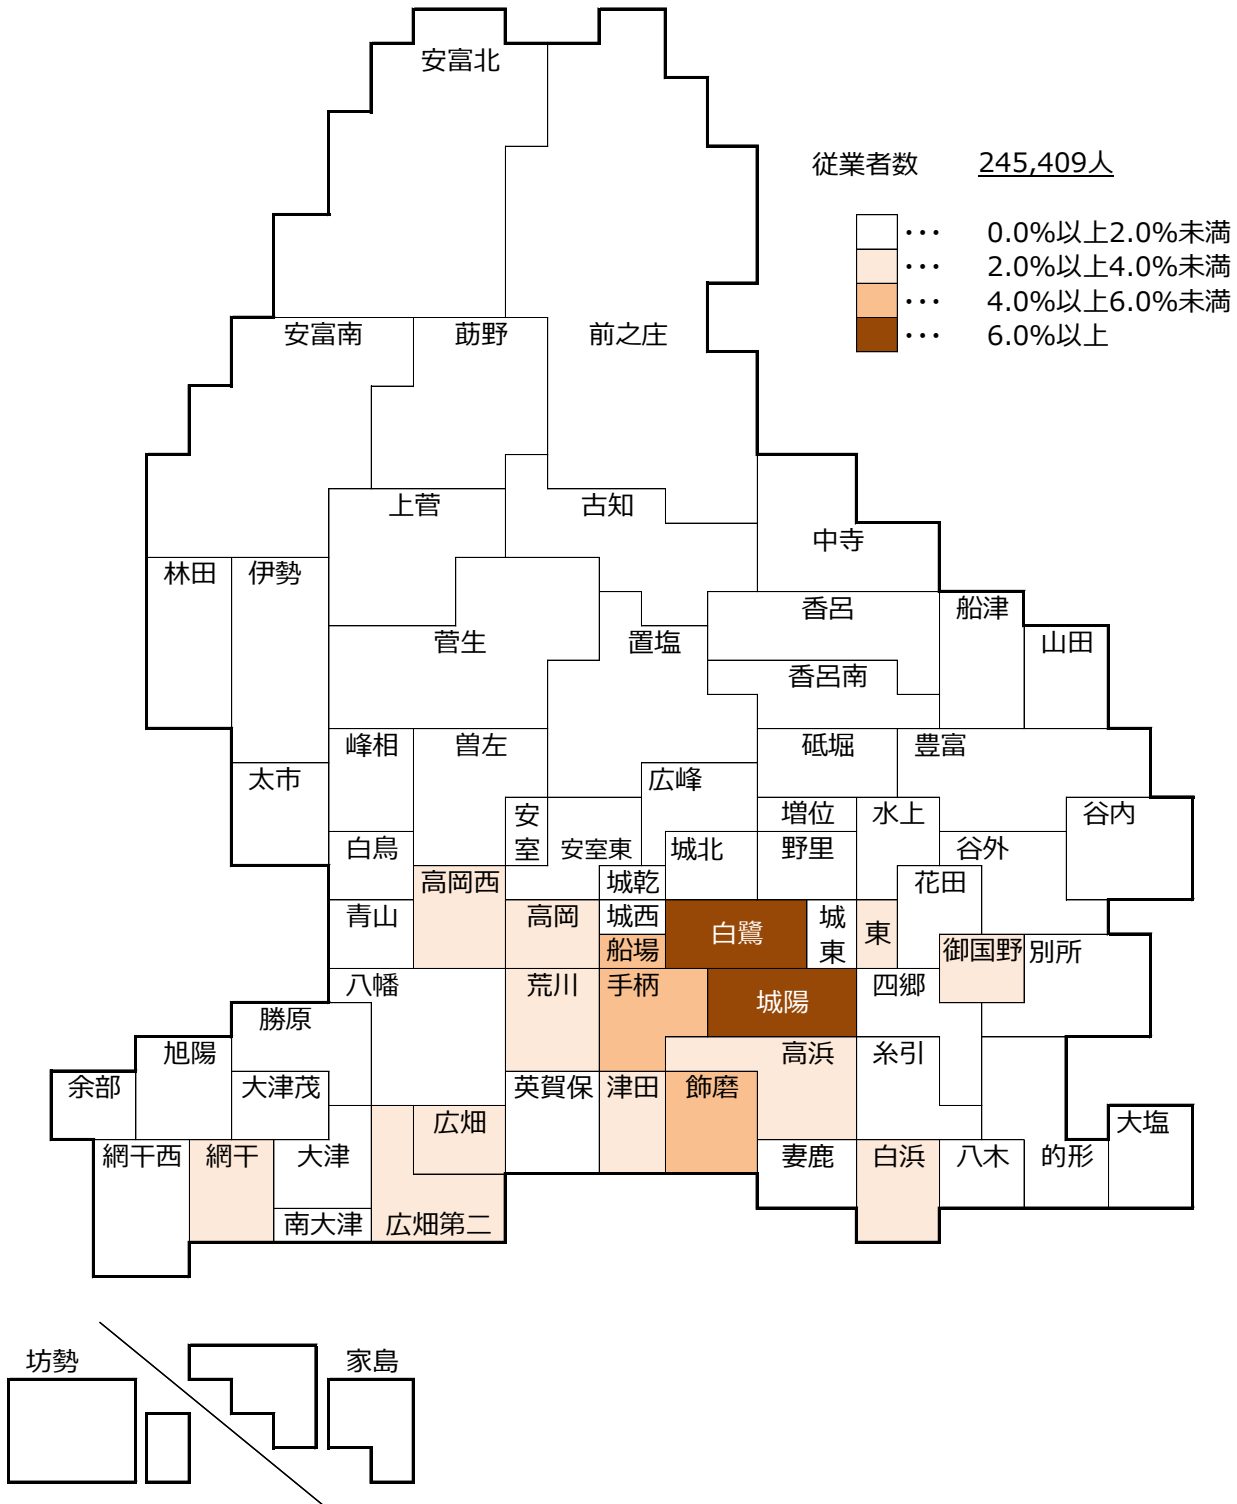 安富北
従業者数 245,409人
・・・ 0.0%以上2.0%未満
・・・ 2.0%以上4.0%未満
・・・ 4.0%以上6.0%未満
・・・ 6.0%以上
安富南
莇野
前之庄
上菅
古知
中寺
林田
伊勢
香呂
船津
菅生
置塩
山田
香呂南
峰相
曽左
砥堀
豊富
太市
広峰
安室
安室東
増位
水上
谷内
白鳥
城北
野里
谷外
高岡西
城乾
花田
青山
高岡
城西
白鷺
城東
東
船場
御国野
別所
八幡
荒川
手柄
城陽
四郷
勝原
旭陽
高浜
糸引
余部
大津茂
英賀保
津田
飾磨
広畑
大塩
網干西
網干
大津
妻鹿
白浜
八木
的形
南大津
広畑第二
坊勢
家島